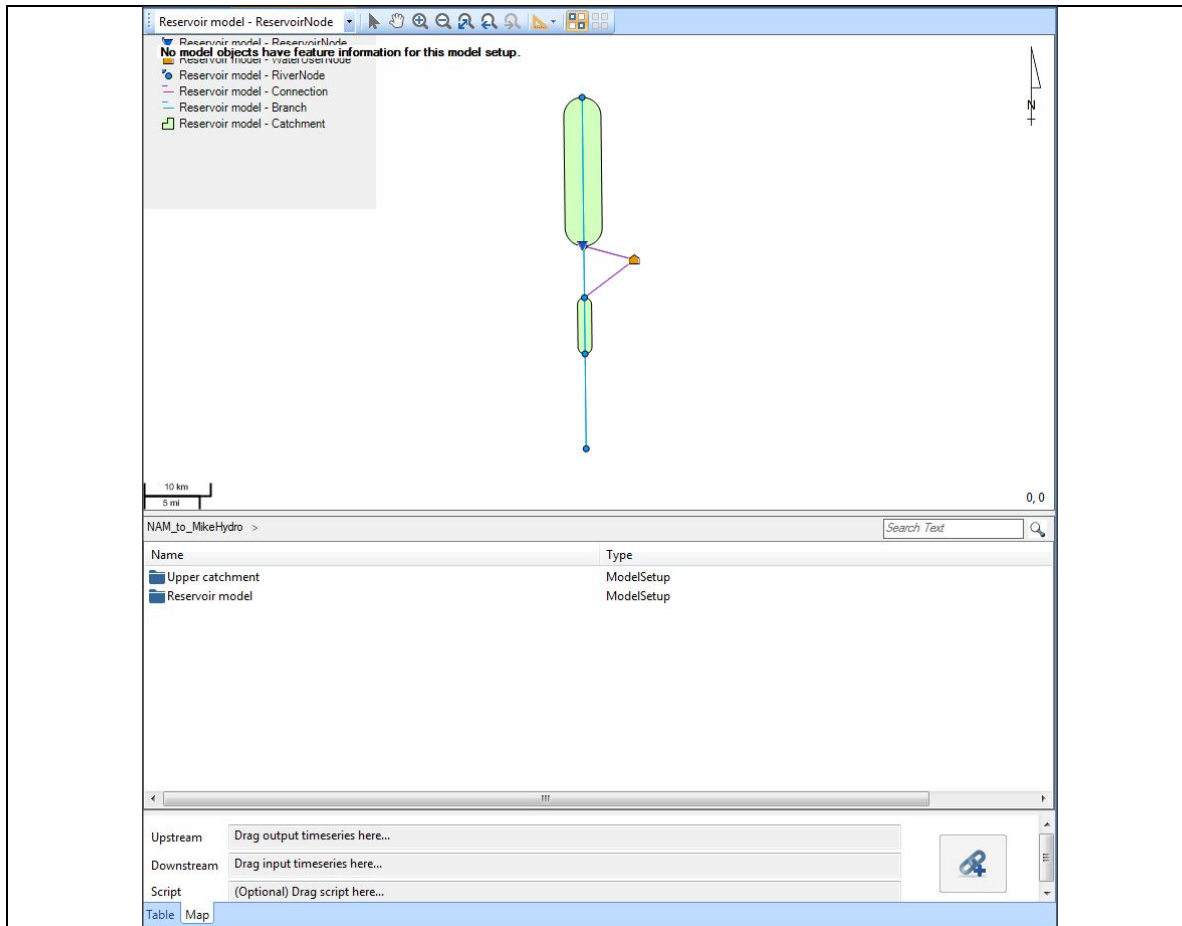 Reservoir model - ReservoirNode
Reservoir model - ReservoirNode
No model objects have feature information for this model setup.
Reservoir model - WaterUserNode
Reservoir model - RiverNode
Reservoir model - Connection
Reservoir model - Branch
Reservoir model - Catchment
N
10 km
5 mi
0, 0
NAM_to_MikeHydro >
Search Text
Name Type
Upper catchment ModelSetup
Reservoir model ModelSetup
Upstream Drag output timeseries here...
Downstream Drag input timeseries here...
Script (Optional) Drag script here...
Table Map